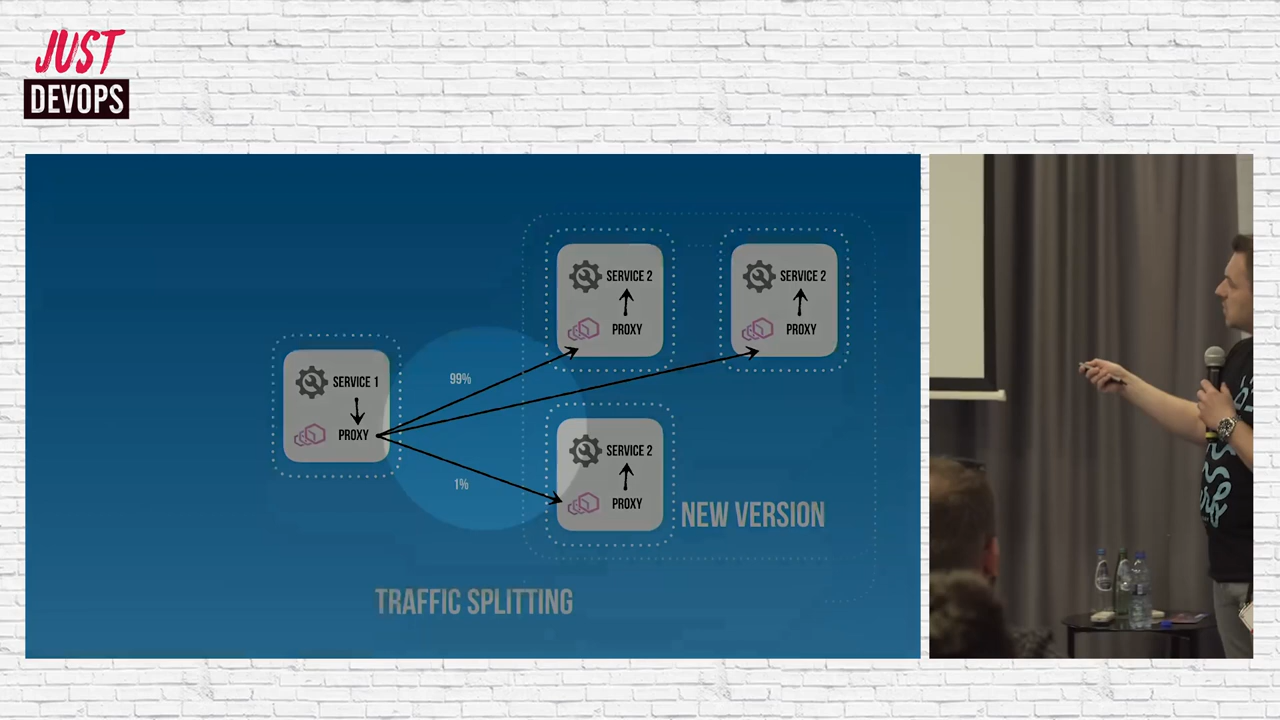 JUST
DEVOPS
SERVICE 2
PROXY
SERVICE 2
PROXY
SERVICE 1
PROXY
99%
1%
SERVICE 2
PROXY
NEW VERSION
TRAFFIC SPLITTING